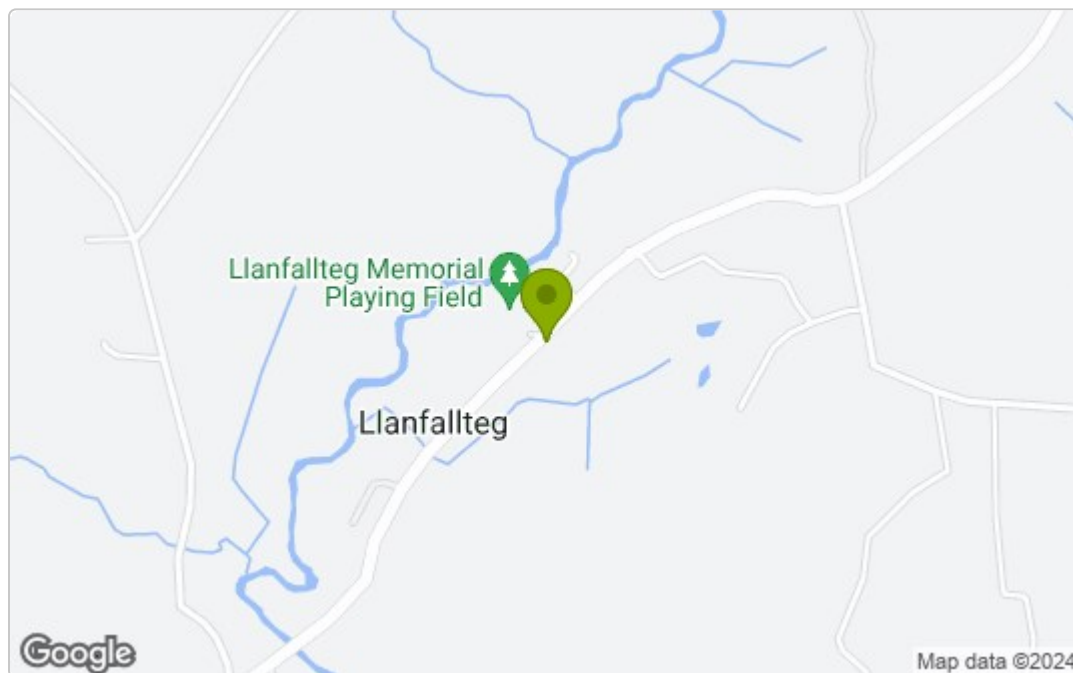 Llanfallteg Memorial
Playing Field
Llanfallteg
Google
Map data ©2024